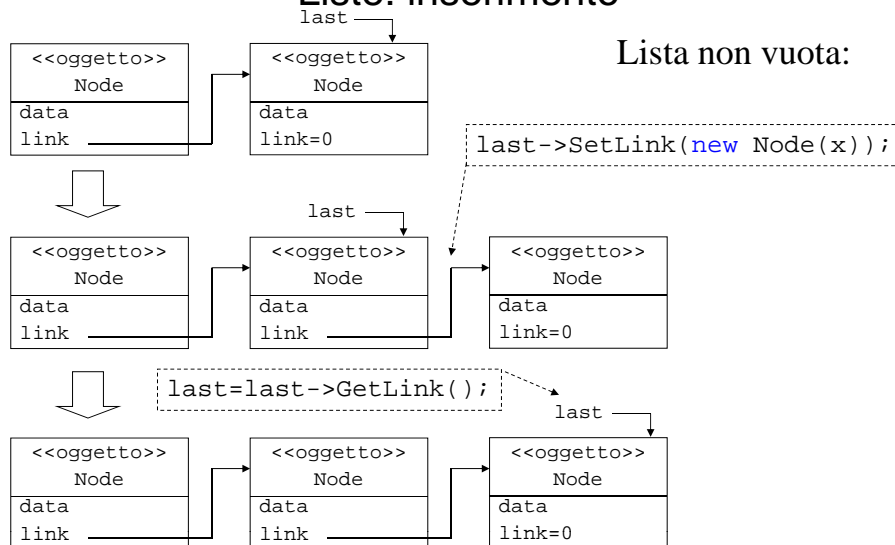 Liste: inserimento
last
Lista non vuota:
<<oggetto>> <<oggetto>>
Node Node
data data
link link=0
last->SetLink(new Node(x));
last
<<oggetto>> <<oggetto>> <<oggetto>>
Node Node Node
data data data
link link link=0
last=last->GetLink();
last
<<oggetto>> <<oggetto>> <<oggetto>>
Node Node Node
data data data
link link link=0